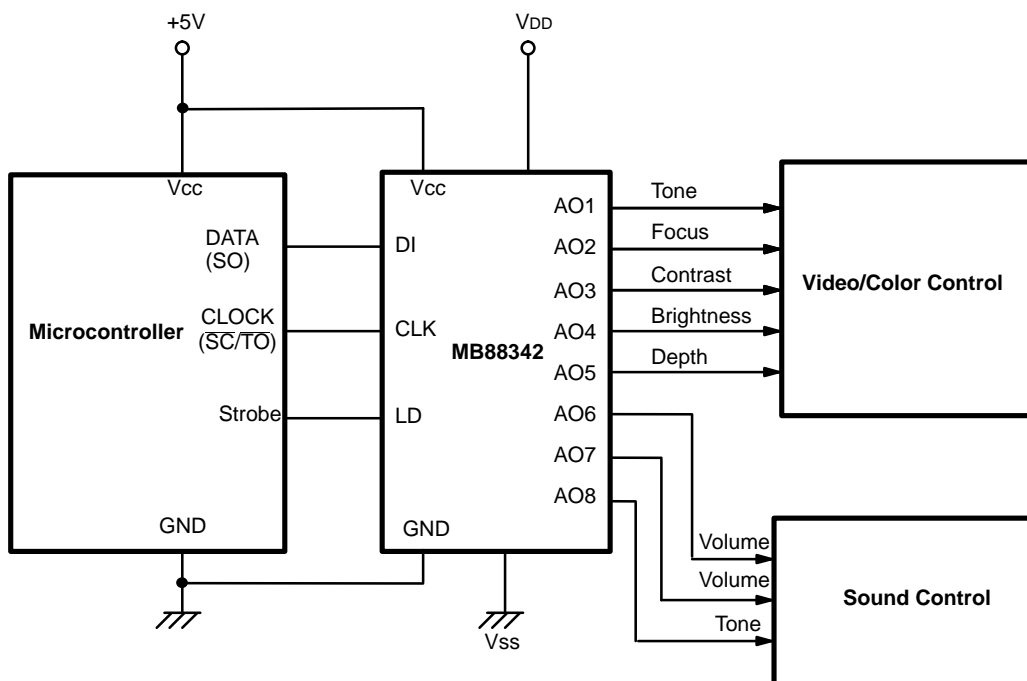 +5V
VDD
Vcc
DATA
(SO)
CLOCK
(SC/TO)
Microcontroller
Strobe
GND
Vcc
DI
CLK
LD
MB88342
GND
Vss
AO1
AO2
AO3
AO4
AO5
AO6
AO7
AO8
Tone
Focus
Contrast
Brightness
Depth
Video/Color Control
Volume
Volume
Tone
Sound Control